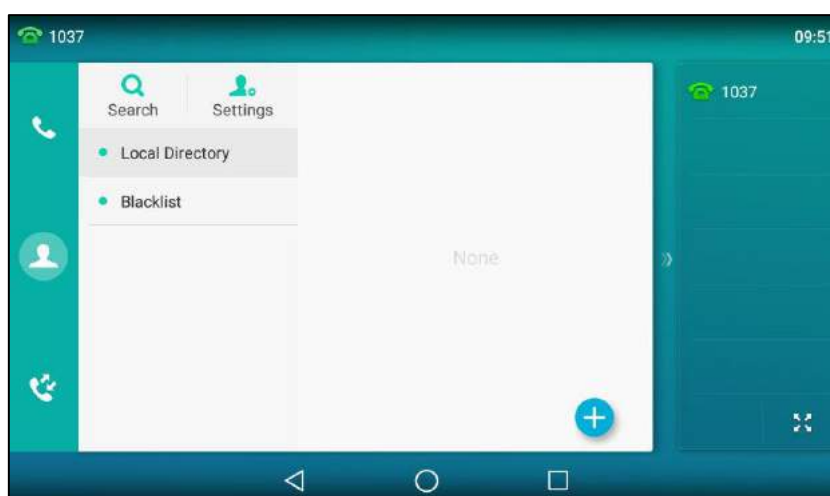 1037 09:51
Search Settings
1037
Local Directory
Blacklist
None